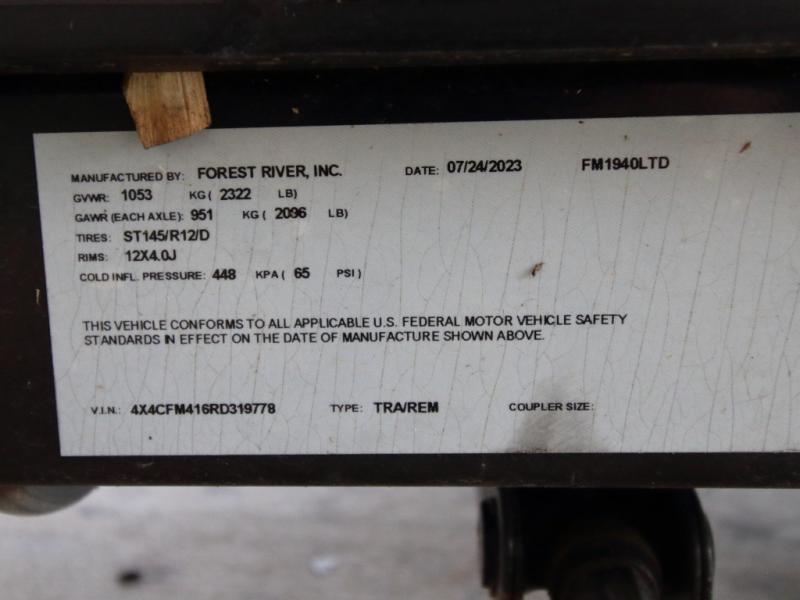 MANUFACTURED BY: FOREST RIVER, INC. DATE: 07/24/2023 FM1940LTD
GVWR: 1053 KG ( 2322 LB)
GAWR (EACH AXLE): 951 KG ( 2096 LB)
TIRES: ST145/R12/D
RIMS: 12X4.0J
COLD INFL. PRESSURE: 448 KPA ( 65 PSI )
THIS VEHICLE CONFORMS TO ALL APPLICABLE U.S. FEDERAL MOTOR VEHICLE SAFETY
STANDARDS IN EFFECT ON THE DATE OF MANUFACTURE SHOWN ABOVE.
V.I.N.: 4X4CFM416RD319778 TYPE: TRA/REM COUPLER SIZE: